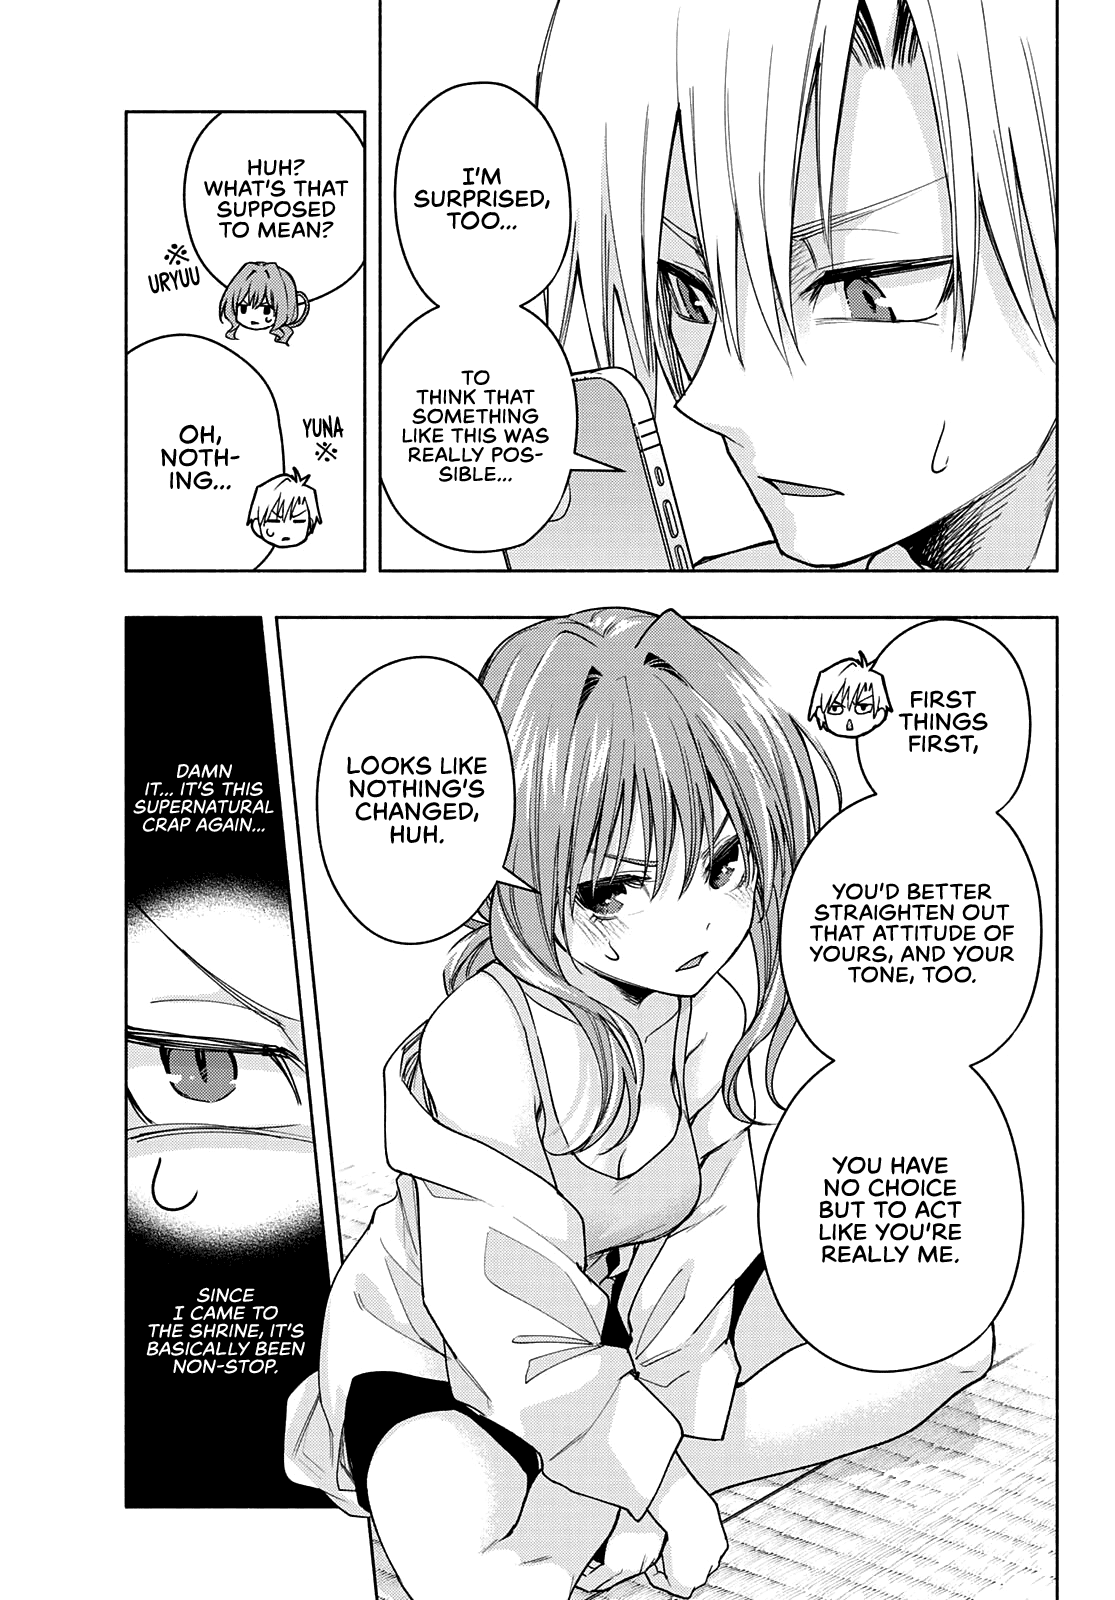 I'M
SURPRISED,
TOO...
TO
THINK THAT
SOMETHING
LIKE THIS WAS
REALLY POS-
SIBLE...
HUH?
WHAT'S THAT
SUPPOSED
TO MEAN?
※
URYUU
OH,
NOTH-
ING...
YUNA
※
FIRST
THINGS
FIRST,
YOU'D BETTER
STRAIGHTEN OUT
THAT ATTITUDE OF
YOURS, AND YOUR
TONE, TOO.
YOU HAVE
NO CHOICE
BUT TO ACT
LIKE YOU'RE
REALLY ME.
LOOKS LIKE
NOTHING'S
CHANGED,
HUH.
DAMN
IT... IT'S THIS
SUPERNATURAL
CRAP AGAIN...
SINCE
I CAME TO
THE SHRINE, IT'S
BASICALLY BEEN
NON-STOP.